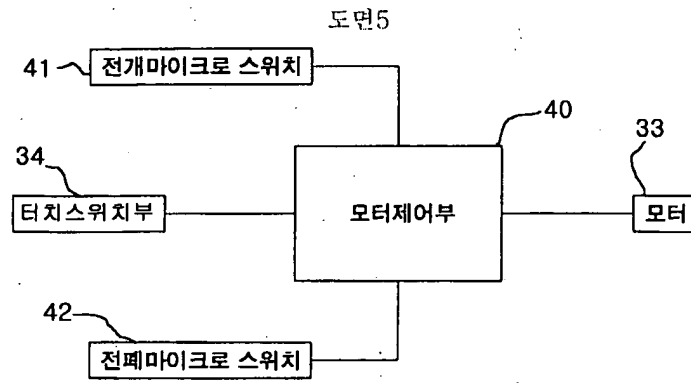 도면5
41
전개마이크로 스위치
40
33
34
터치스위치부
모터제어부
모터
42
전폐마이크로 스위치